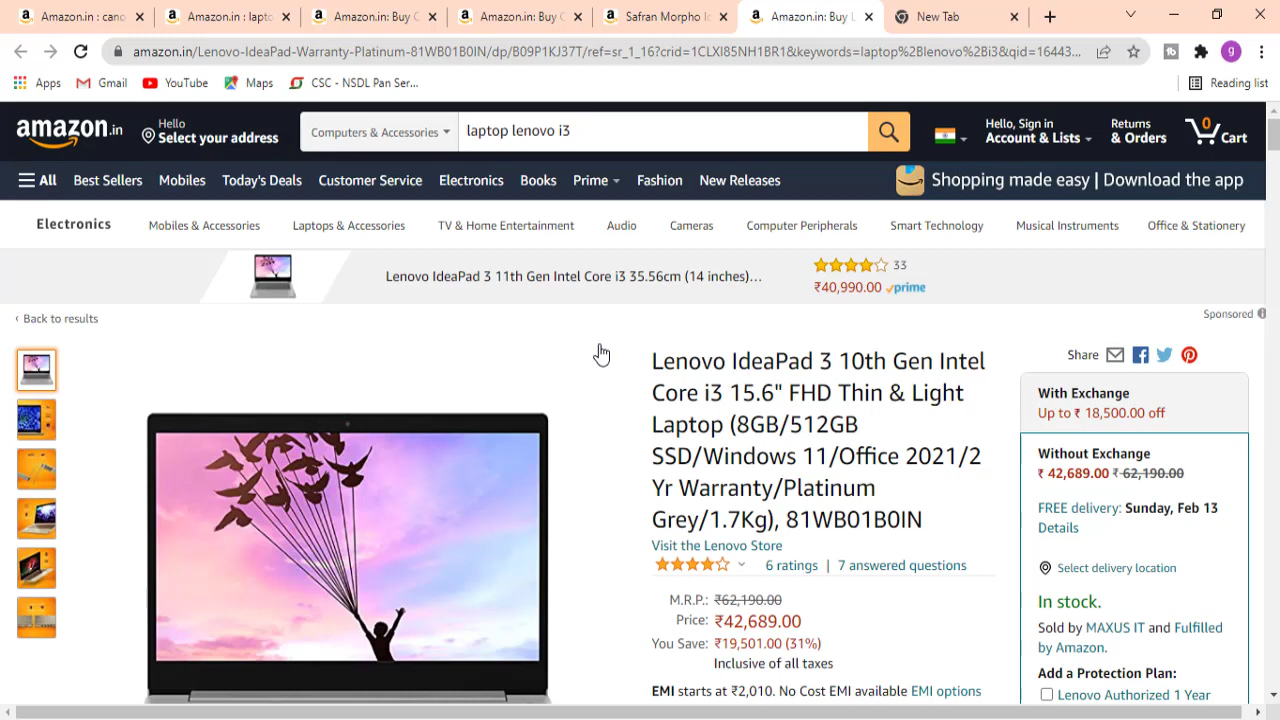 Amazon.in : cano
Amazon.in : lapto
Amazon.in: Buy C
Amazon.in: Buy C
Safran Morpho Ic
Amazon.in: Buy L
New Tab
amazon.in/Lenovo-IdeaPad-Warranty-Platinum-81WB01B0IN/dp/B09P1KJ37T/ref=sr_1_16?crid=1CLXI85NH1BR1&keywords=laptop%2Blenovo%2Bi3&qid=16443...
g
Apps
Gmail
YouTube
Maps
CSC - NSDL Pan Ser...
Reading list
amazon.in
Hello
Select your address
Computers & Accessories
laptop lenovo i3
Hello, Sign in
Account & Lists
Returns
& Orders
0
Cart
All
Best Sellers
Mobiles
Today's Deals
Customer Service
Electronics
Books
Prime
Fashion
New Releases
Shopping made easy | Download the app
Electronics
Mobiles & Accessories
Laptops & Accessories
TV & Home Entertainment
Audio
Cameras
Computer Peripherals
Smart Technology
Musical Instruments
Office & Stationery
Lenovo IdeaPad 3 11th Gen Intel Core i3 35.56cm (14 inches)...
33
₹40,990.00 prime
‹ Back to results
Sponsored
Lenovo IdeaPad 3 10th Gen Intel
Core i3 15.6" FHD Thin & Light
Laptop (8GB/512GB
SSD/Windows 11/Office 2021/2
Yr Warranty/Platinum
Grey/1.7Kg), 81WB01B0IN
Visit the Lenovo Store
6 ratings | 7 answered questions
M.R.P.: ₹62,190.00
Price: ₹42,689.00
You Save: ₹19,501.00 (31%)
Inclusive of all taxes
EMI starts at ₹2,010. No Cost EMI available EMI options
Share
With Exchange
Up to ₹ 18,500.00 off
Without Exchange
₹ 42,689.00 ₹ 62,190.00
FREE delivery: Sunday, Feb 13
Details
Select delivery location
In stock.
Sold by MAXUS IT and Fulfilled
by Amazon.
Add a Protection Plan:
Lenovo Authorized 1 Year